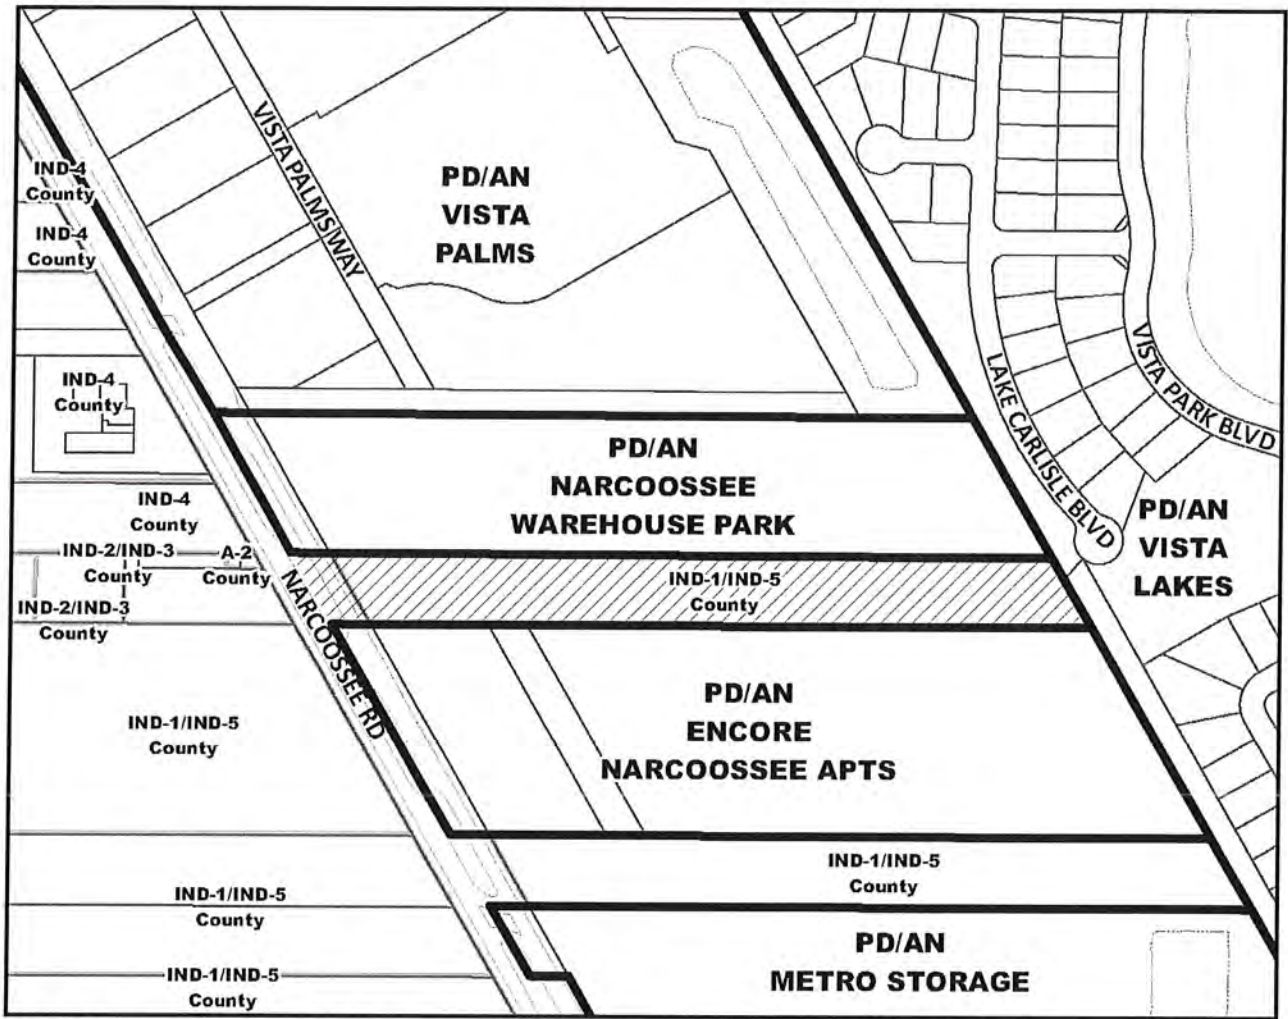 IND-4
County
IND-4
County
VISTA PALMS WAY
PD/AN
VISTA
PALMS
IND-4
County
LAKE CARLISLE BLVD
VISTA PARK BLVD
PD/AN
NARCOOSSEE
WAREHOUSE PARK
IND-4
County
PD/AN
VISTA
LAKES
IND-2/IND-3
County
A-2
County
IND-1/IND-5
County
IND-2/IND-3
County
NARCOOSSEE RD
PD/AN
ENCORE
NARCOOSSEE APTS
IND-1/IND-5
County
IND-1/IND-5
County
IND-1/IND-5
County
PD/AN
METRO STORAGE
IND-1/IND-5
County